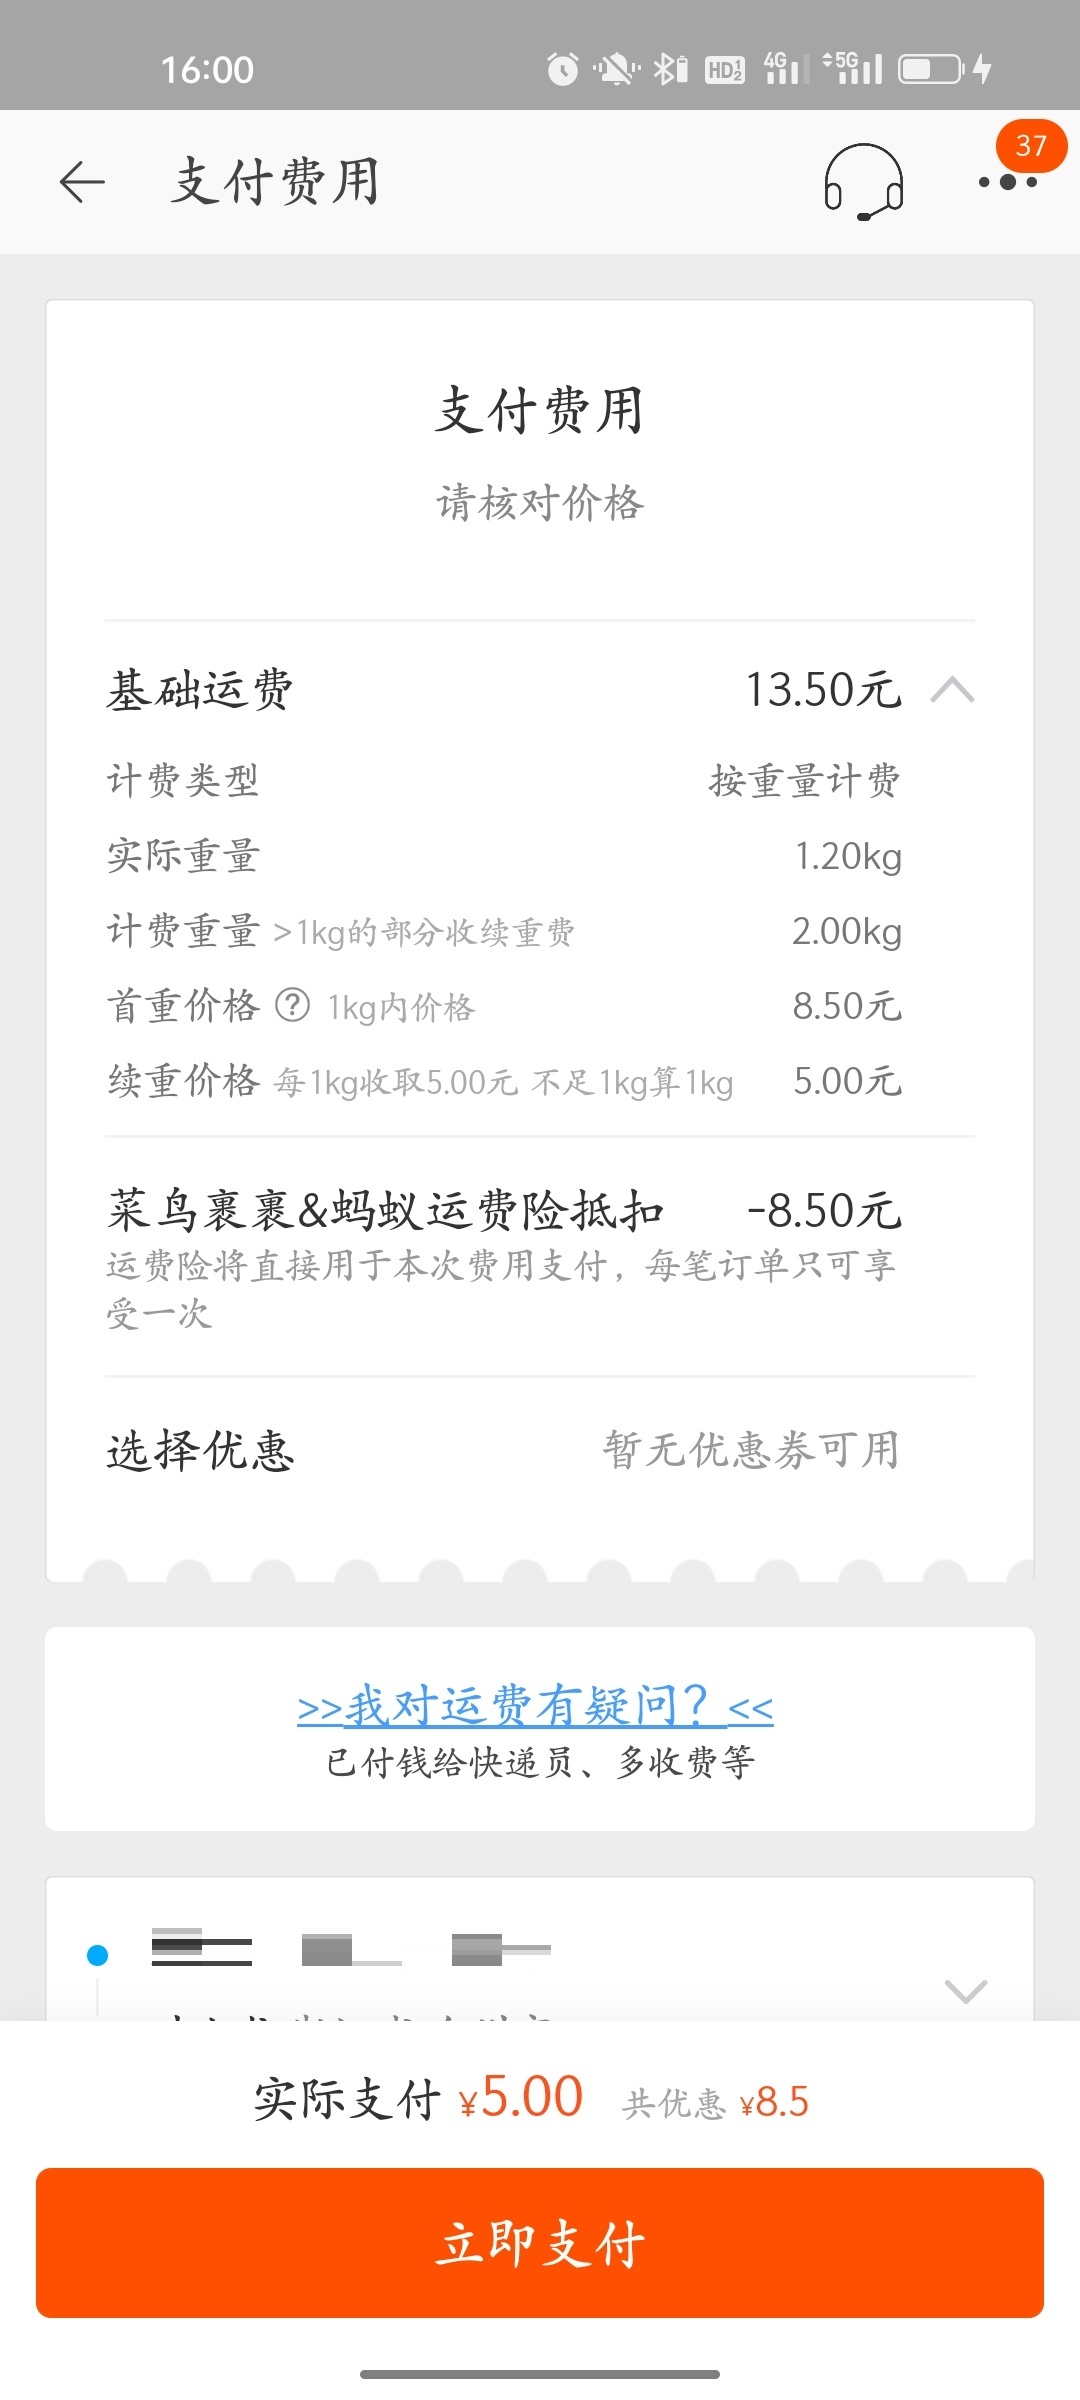 16:00
HD 1 2 4G 5G
支付费用
37
支付费用
请核对价格
基础运费 13.50元
计费类型 按重量计费
实际重量 1.20kg
计费重量 >1kg的部分收续重费 2.00kg
首重价格 ? 1kg内价格 8.50元
续重价格 每1kg收取5.00元 不足1kg算1kg 5.00元
菜鸟裹裹&蚂蚁运费险抵扣 -8.50元
运费险将直接用于本次费用支付，每笔订单只可享
受一次
选择优惠 暂无优惠券可用
>>我对运费有疑问？<<
已付钱给快递员、多收费等
实际支付 ¥5.00 共优惠 ¥8.5
立即支付